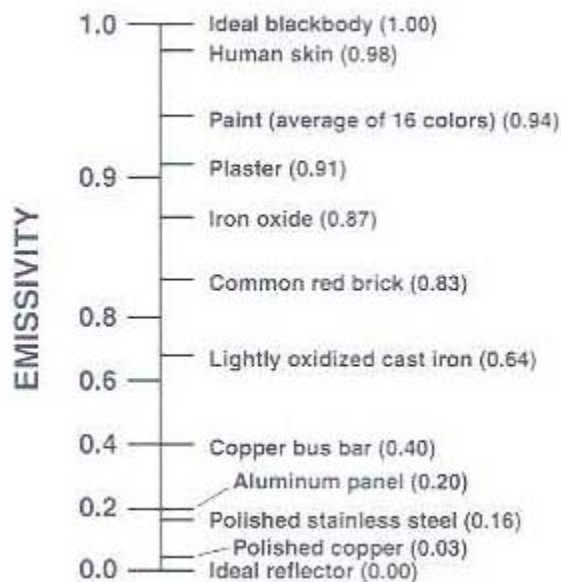 EMISSIVITY
1.0
Ideal blackbody (1.00)
Human skin (0.98)
Paint (average of 16 colors) (0.94)
Plaster (0.91)
0.9
Iron oxide (0.87)
Common red brick (0.83)
0.8
Lightly oxidized cast iron (0.64)
0.6
0.4
Copper bus bar (0.40)
Aluminum panel (0.20)
0.2
Polished stainless steel (0.16)
Polished copper (0.03)
0.0
Ideal reflector (0.00)